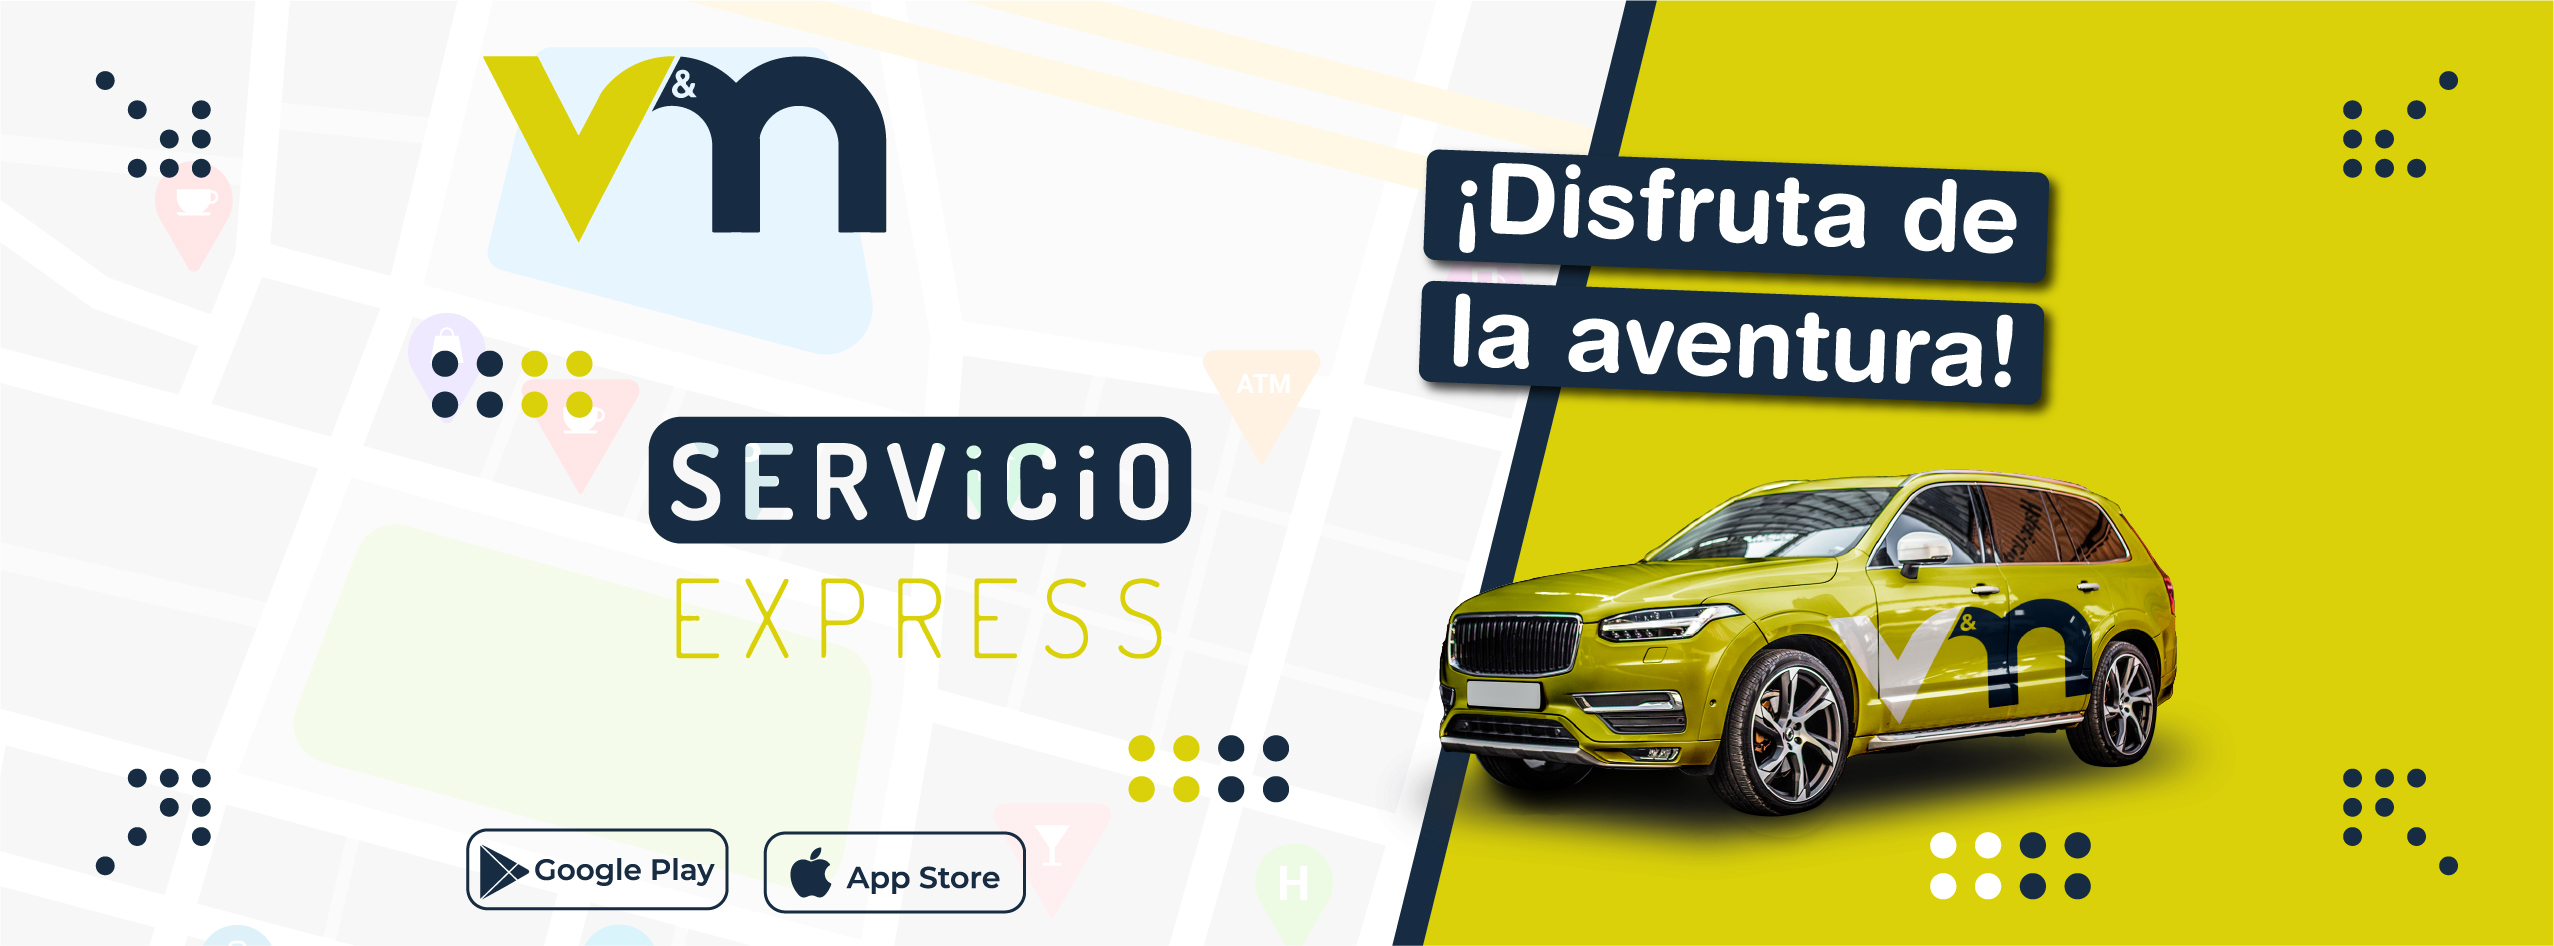 V&m
¡Disfruta de
la aventura!
ATM
SERViCiO
EXPRESS
V&m
Google Play
App Store
H